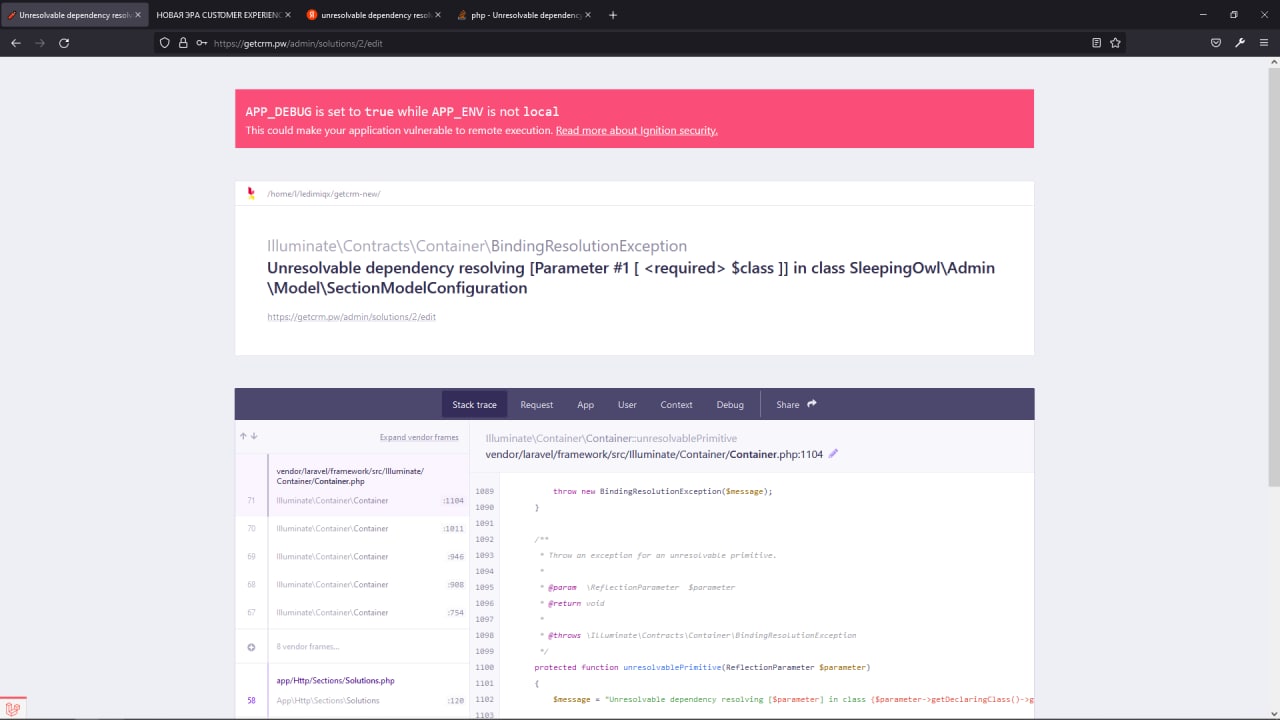 Unresolvable dependency resol
НОВАЯ ЭРА CUSTOMER EXPERIENC
unresolvable dependency resol
php - Unresolvable dependency
https://getcrm.pw/admin/solutions/2/edit
APP_DEBUG is set to true while APP_ENV is not local
This could make your application vulnerable to remote execution. Read more about Ignition security.
/home/l/ledimiqx/getcrm-new/
Illuminate\Contracts\Container\BindingResolutionException
Unresolvable dependency resolving [Parameter #1 [ <required> $class ]] in class SleepingOwl\Admin
\Model\SectionModelConfiguration
https://getcrm.pw/admin/solutions/2/edit
Stack trace Request App User Context Debug Share
Expand vendor frames
vendor/laravel/framework/src/Illuminate/
Container/Container.php
71 Illuminate\Container\Container :1104
70 Illuminate\Container\Container :1011
69 Illuminate\Container\Container :946
68 Illuminate\Container\Container :908
67 Illuminate\Container\Container :754
8 vendor frames...
app/Http/Sections/Solutions.php
58 App\Http\Sections\Solutions :120
Illuminate\Container\Container::unresolvablePrimitive
vendor/laravel/framework/src/Illuminate/Container/Container.php:1104
1089 throw new BindingResolutionException($message);
1090 }
1091
1092 /**
1093 * Throw an exception for an unresolvable primitive.
1094 *
1095 * @param \ReflectionParameter $parameter
1096 * @return void
1097 *
1098 * @throws \Illuminate\Contracts\Container\BindingResolutionException
1099 */
1100 protected function unresolvablePrimitive(ReflectionParameter $parameter)
1101 {
1102 $message = "Unresolvable dependency resolving [$parameter] in class {$parameter->getDeclaringClass()->g
1103